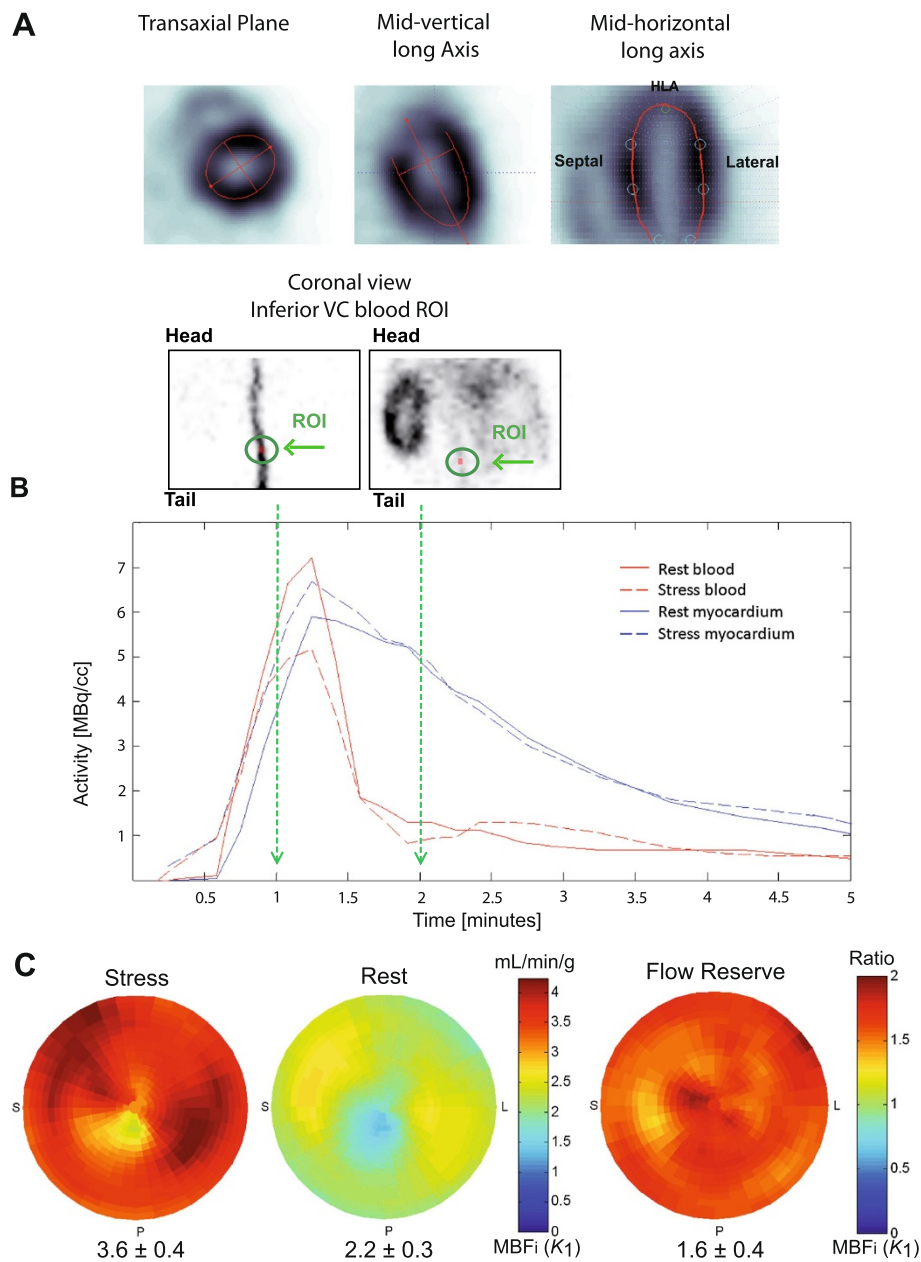 A
Transaxial Plane
Mid-vertical
long Axis
Mid-horizontal
long axis
HLA
Septal
Lateral
Coronal view
Inferior VC blood ROI
Head
Head
ROI
ROI
Tail
Tail
B
Rest blood
Stress blood
Rest myocardium
Stress myocardium
Activity [MBq/cc]
7
6
5
4
3
2
1
0.5
1
1.5
2
2.5
3
3.5
4
4.5
5
Time [minutes]
C
Stress
Rest
mL/min/g
Flow Reserve
Ratio
4
3.5
3
2.5
2
1.5
1
0.5
0
2
1.5
1
0.5
0
S
S
L
S
L
P
P
P
3.6 ± 0.4
2.2 ± 0.3
MBFi (K1)
1.6 ± 0.4
MBFi (K1)